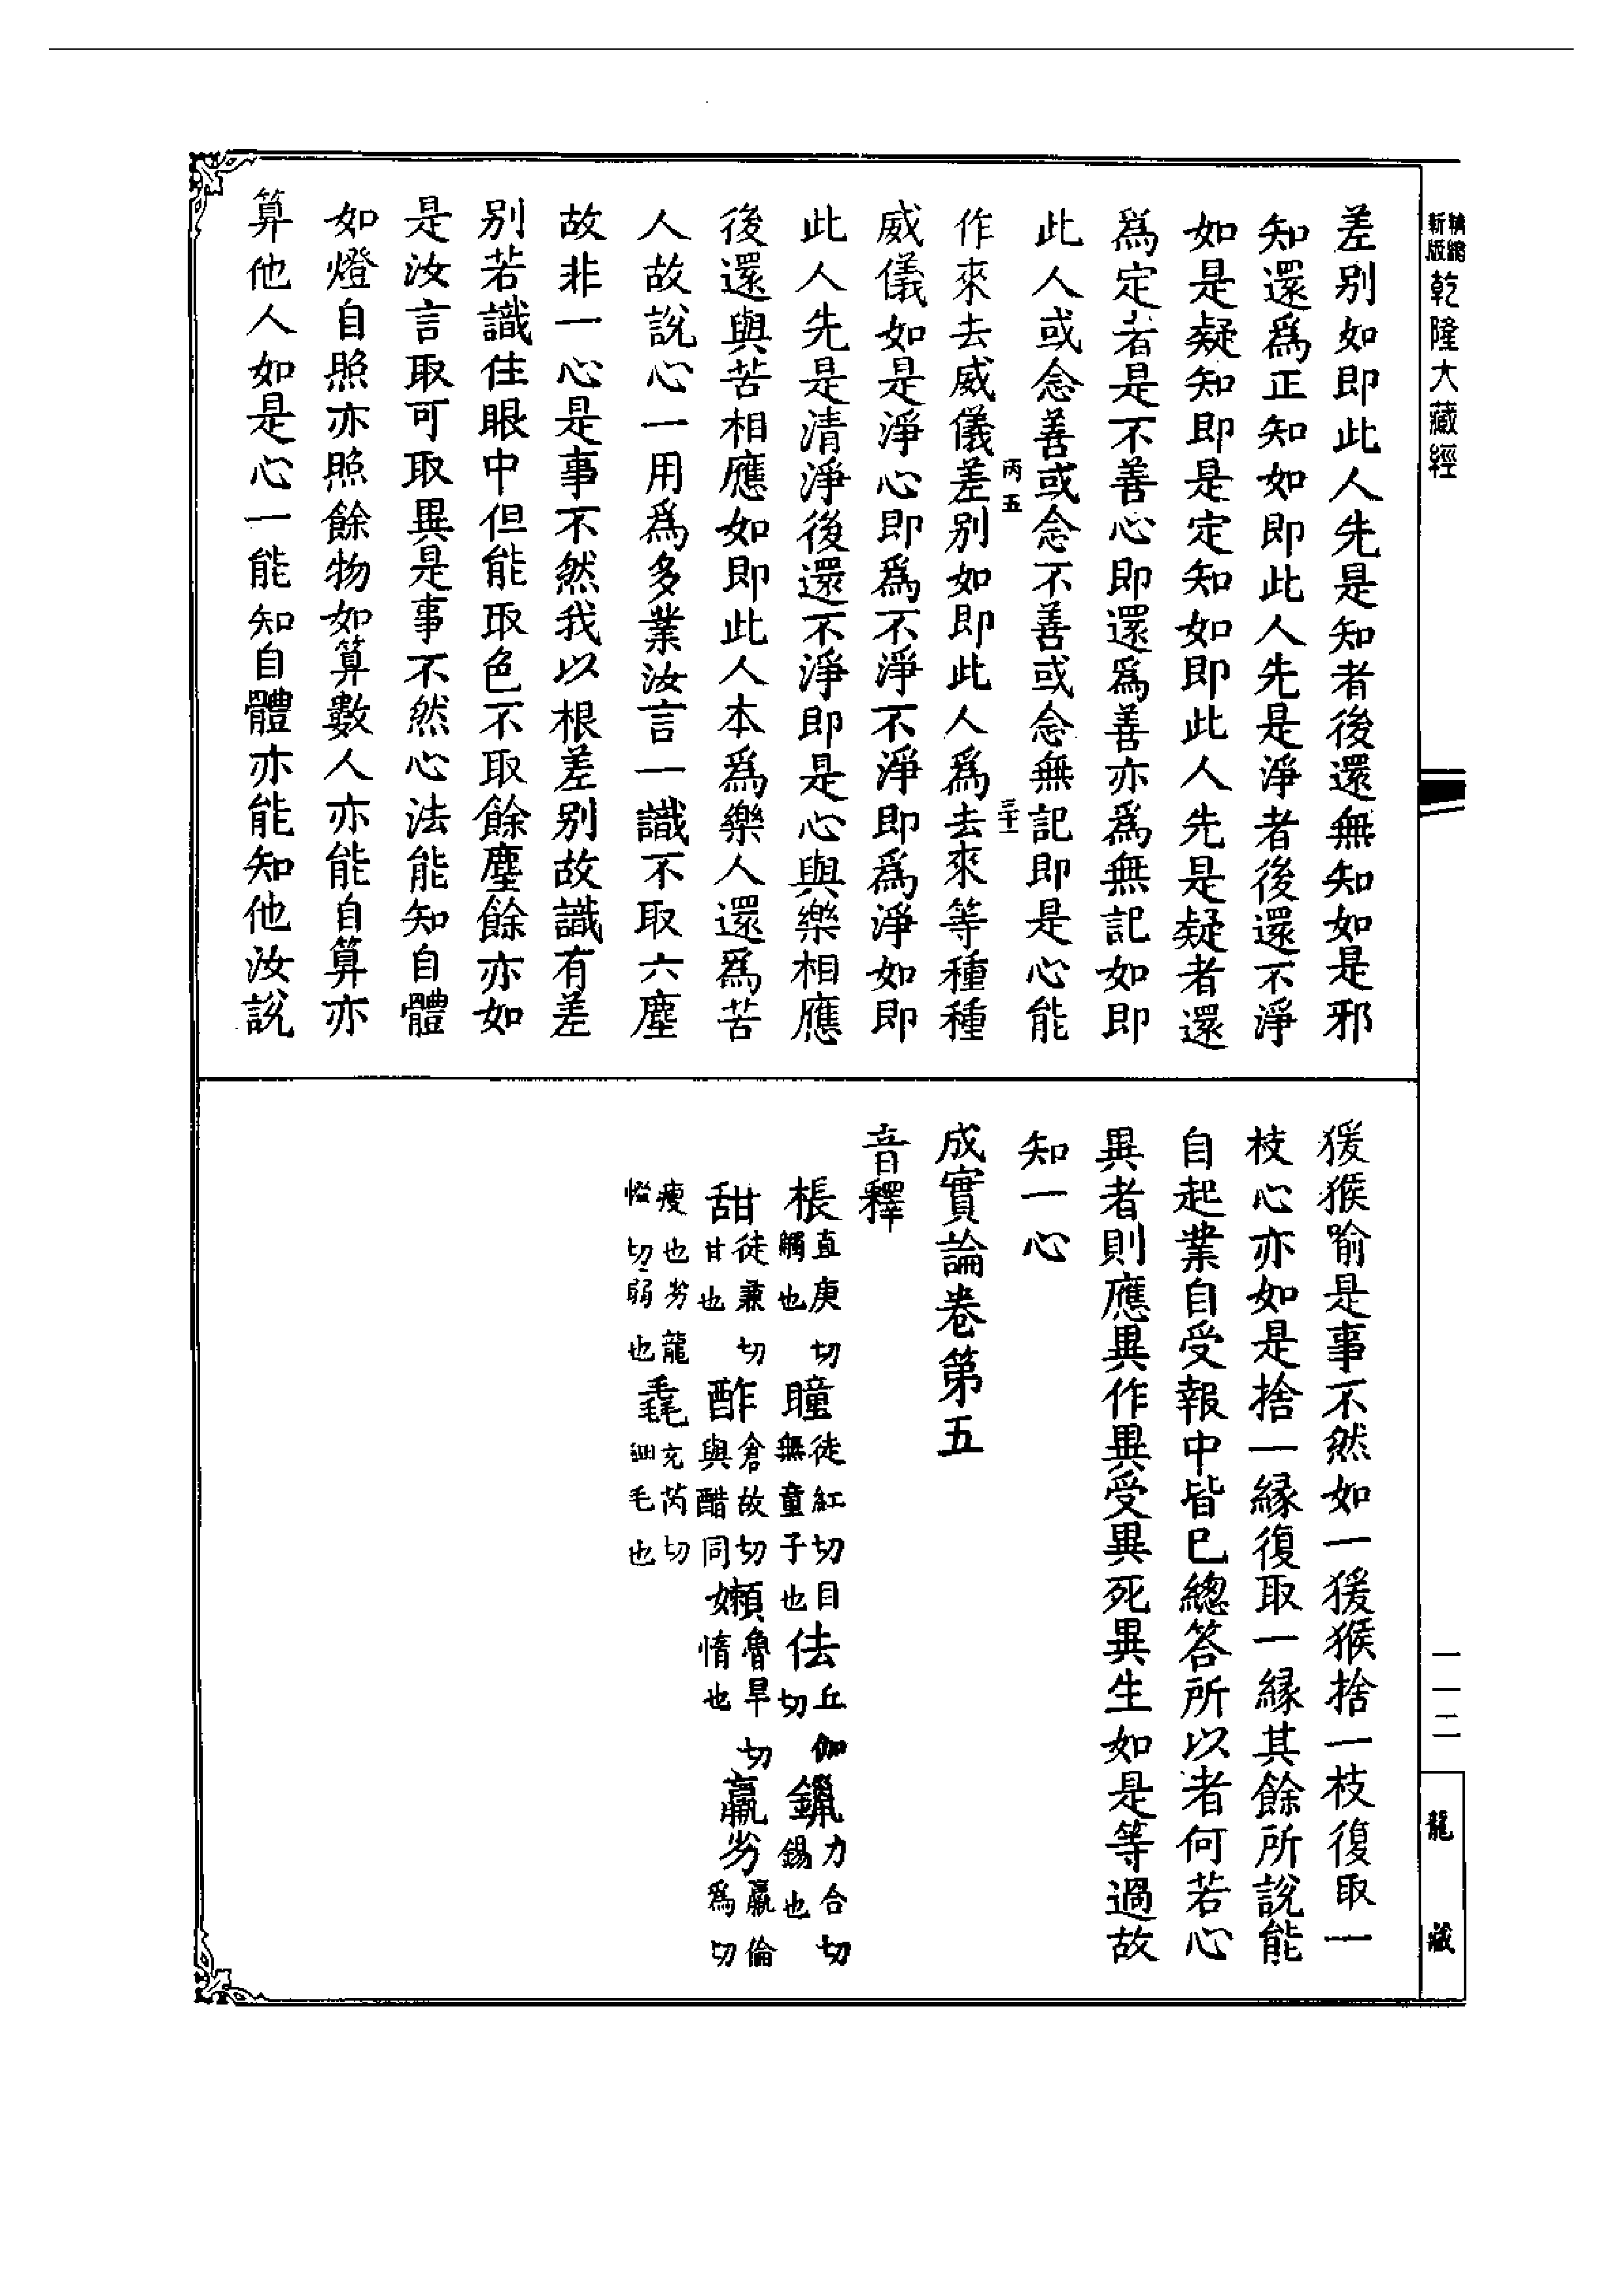 新版
乾隆大藏經
差别如即此人先是知者後還無知如是邪
知還爲正知如即此人先是淨者後還不淨
如是疑知即是定知如即此人先是疑者還
爲定者是不善心即還爲善亦爲無記如即
此人或念善或念不善或念無記即是心能
丙五
三十二
作來去威儀差别如即此人爲去來等種種
威儀如是淨心即爲不淨不淨即爲淨如即
此人先是清淨後還不淨即是心與樂相應
後還與苦相應如即此人本爲樂人還爲苦
人故説心一用爲多業汝言一識不取六塵
故非一心是事不然我以根差别故識有差
别若識住眼中但能取色不取餘塵餘亦如
是汝言取可取異是事不然心法能知自體
如燈自照亦照餘物如算數人亦能自算亦
算他人如是心一能知自體亦能知他汝説
猨猴喻是事不然如一猨猴捨一枝復取一
枝心亦如是捨一緣復取一緣其餘所説能
自起業自受報中皆已總答所以者何若心
異者則應異作異受異死異生如是等過故
知一心
成實論卷第五
音釋
棖直庚切觸也 瞳徒紅切目無童子也 佉丘伽切 鑞力合切錫也
甜徒兼切甘也 酢倉故切與醋同 嬾魯旱切惰也 羸劣羸倫爲切
瘦也劣龍惙切弱也 毳充芮切細毛也
一一二
龍藏